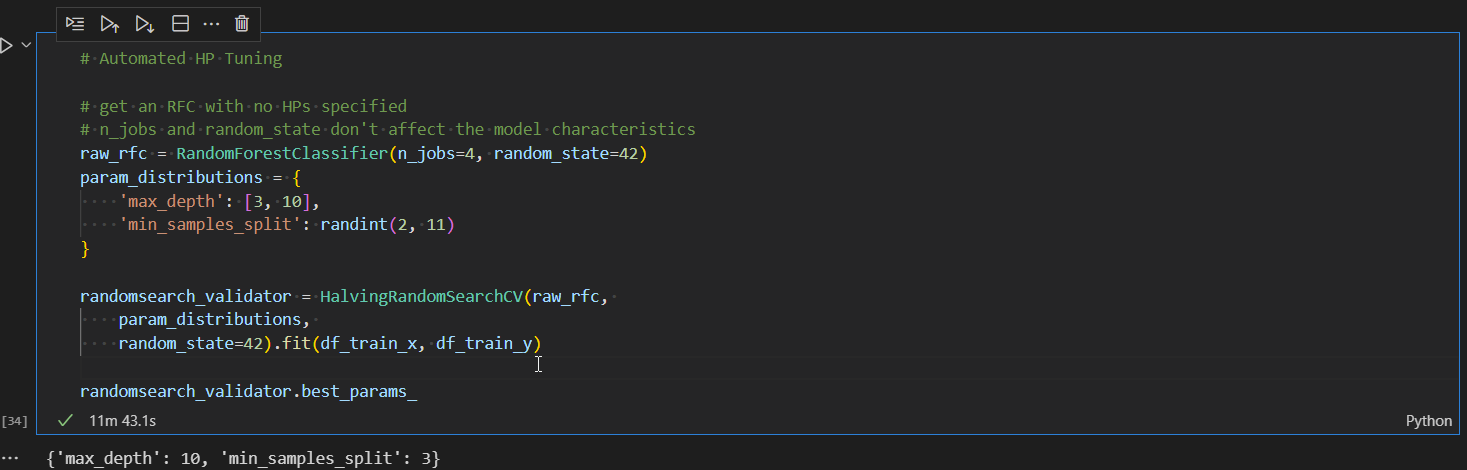 # Automated HP Tuning
# get an RFC with no HPs specified
# n_jobs and random_state don't affect the model characteristics
raw_rfc = RandomForestClassifier(n_jobs=4, random_state=42)
param_distributions = {
    'max_depth': [3, 10],
    'min_samples_split': randint(2, 11)
}
randomsearch_validator = HalvingRandomSearchCV(raw_rfc,
    param_distributions,
    random_state=42).fit(df_train_x, df_train_y)
randomsearch_validator.best_params_
[34] 11m 43.1s Python
{'max_depth': 10, 'min_samples_split': 3}